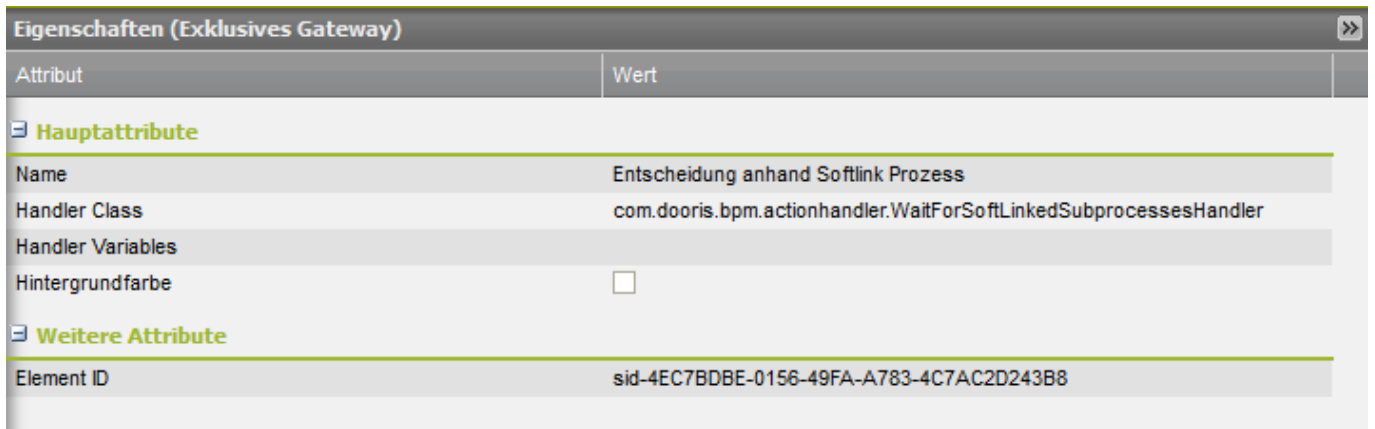 Eigenschaften (Exklusives Gateway)
Attribut Wert
Hauptattribute
Name Entscheidung anhand Softlink Prozess
Handler Class com.dooris.bpm.actionhandler.WaitForSoftLinkedSubprocessesHandler
Handler Variables
Hintergrundfarbe
Weitere Attribute
Element ID sid-4EC7BDBE-0156-49FA-A783-4C7AC2D243B8